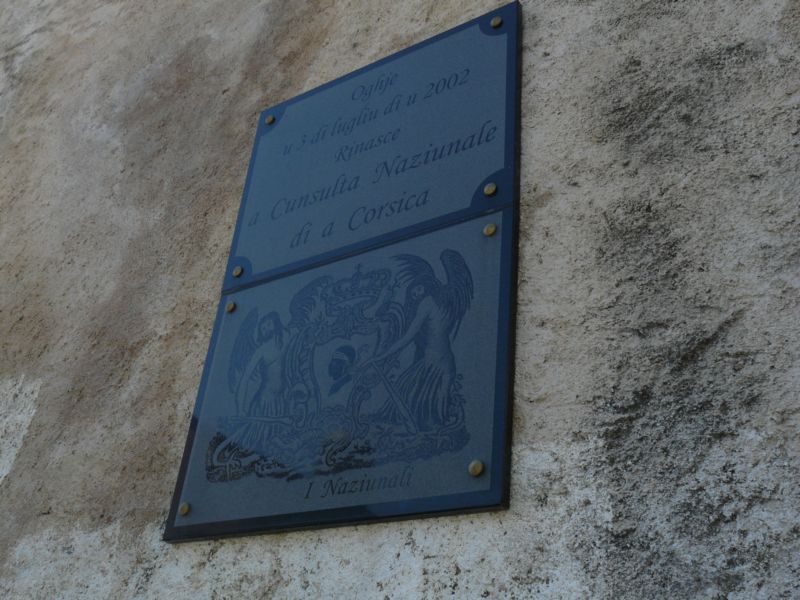 Oghje
u 3 di lugliu di u 2002
Rinasce
a Cunsulta Naziunale
di a Corsica
I Naziunali